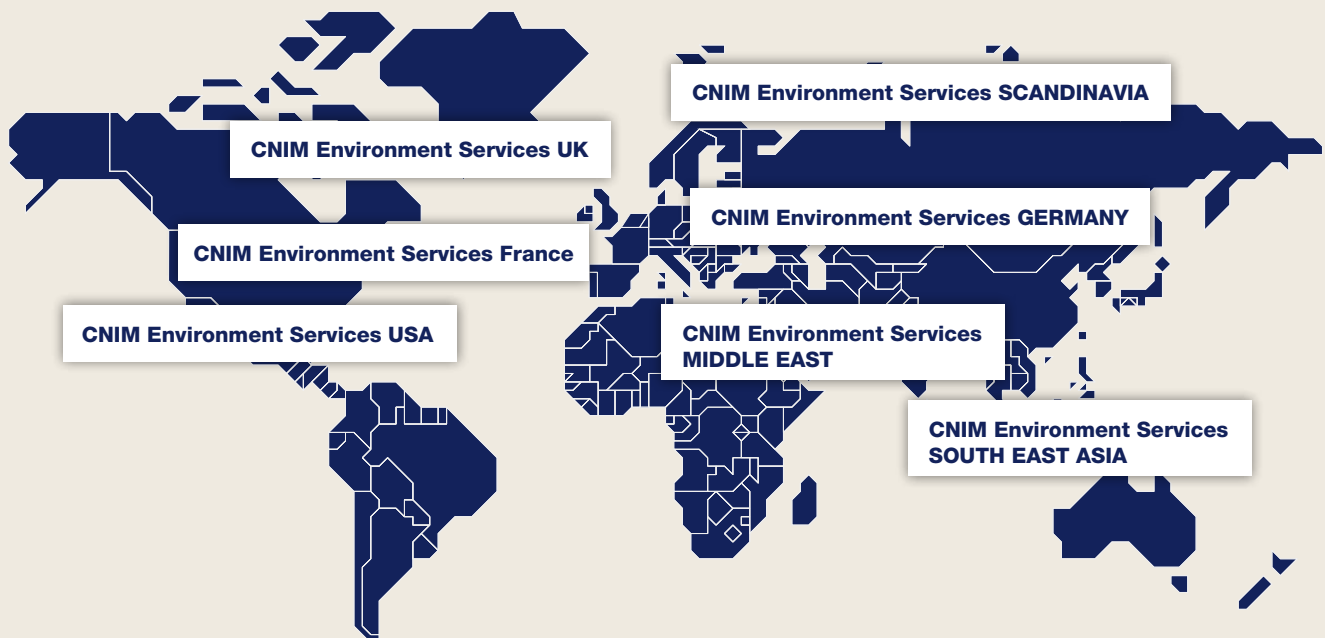 CNIM Environment Services SCANDINAVIA
CNIM Environment Services UK
CNIM Environment Services GERMANY
CNIM Environment Services France
CNIM Environment Services USA
CNIM Environment Services
MIDDLE EAST
CNIM Environment Services
SOUTH EAST ASIA